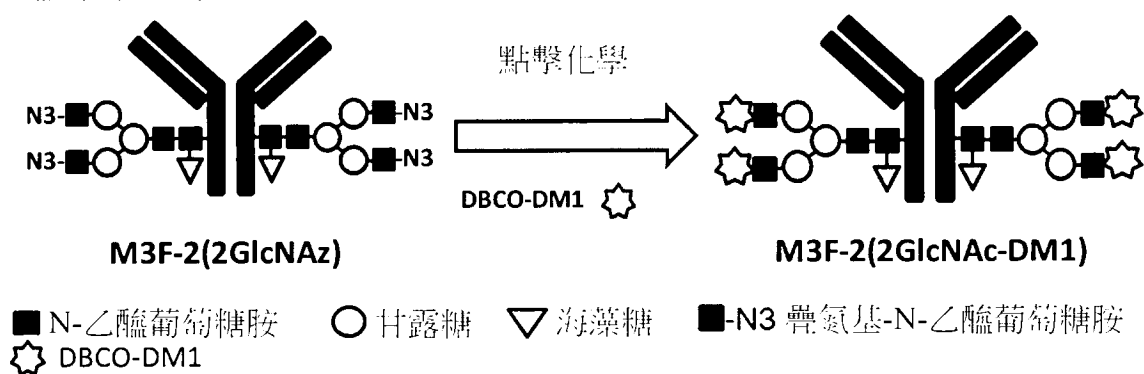 點擊化學
N3-
-N3
N3-
-N3
DBCO-DM1
M3F-2(2GlcNAz)
M3F-2(2GlcNAc-DM1)
N-乙醯葡萄糖胺 甘露糖 海藻糖 -N3 疊氮基-N-乙醯葡萄糖胺
DBCO-DM1